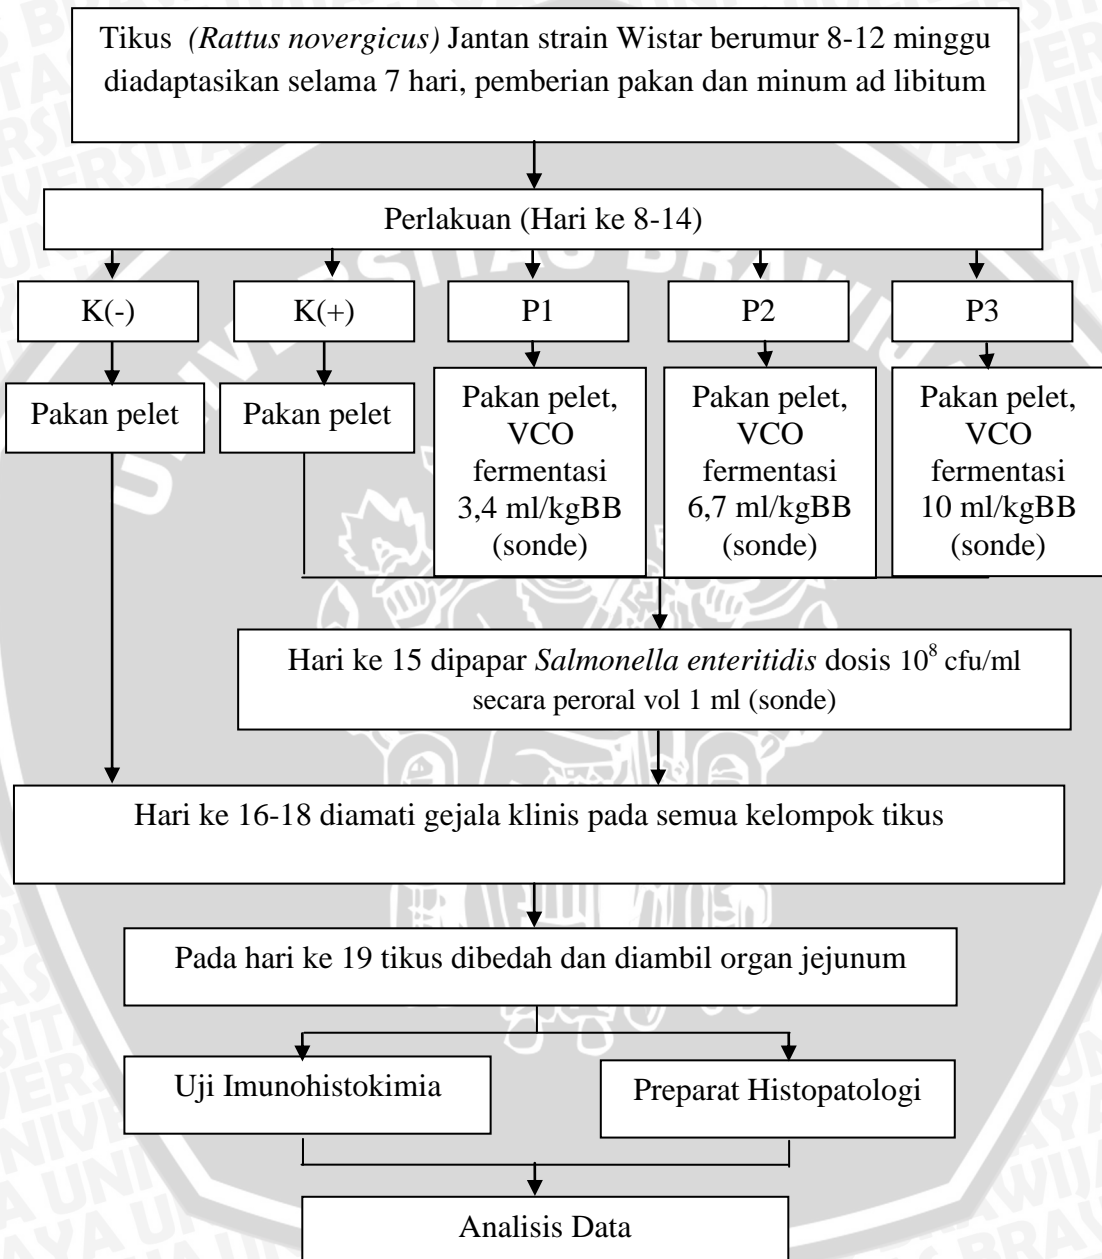 Tikus (Rattus novergicus) Jantan strain Wistar berumur 8-12 minggu
diadaptasikan selama 7 hari, pemberian pakan dan minum ad libitum
Perlakuan (Hari ke 8-14)
K(-)
K(+)
P1
P2
P3
Pakan pelet
Pakan pelet
Pakan pelet,
VCO
fermentasi
3,4 ml/kgBB
(sonde)
Pakan pelet,
VCO
fermentasi
6,7 ml/kgBB
(sonde)
Pakan pelet,
VCO
fermentasi
10 ml/kgBB
(sonde)
Hari ke 15 dipapar Salmonella enteritidis dosis 10⁸ cfu/ml
secara peroral vol 1 ml (sonde)
Hari ke 16-18 diamati gejala klinis pada semua kelompok tikus
Pada hari ke 19 tikus dibedah dan diambil organ jejunum
Uji Imunohistokimia
Preparat Histopatologi
Analisis Data